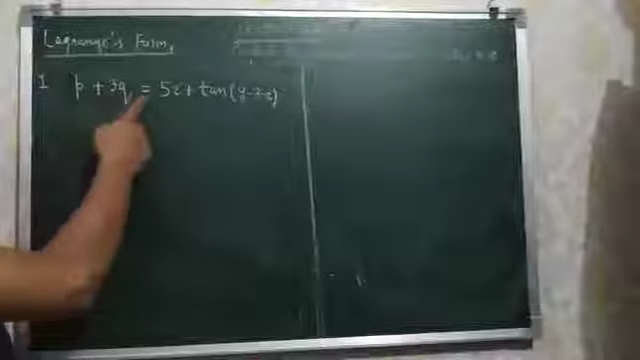 Lagrange's Form,
1 p + 3q = 5z + tan(y-3x)